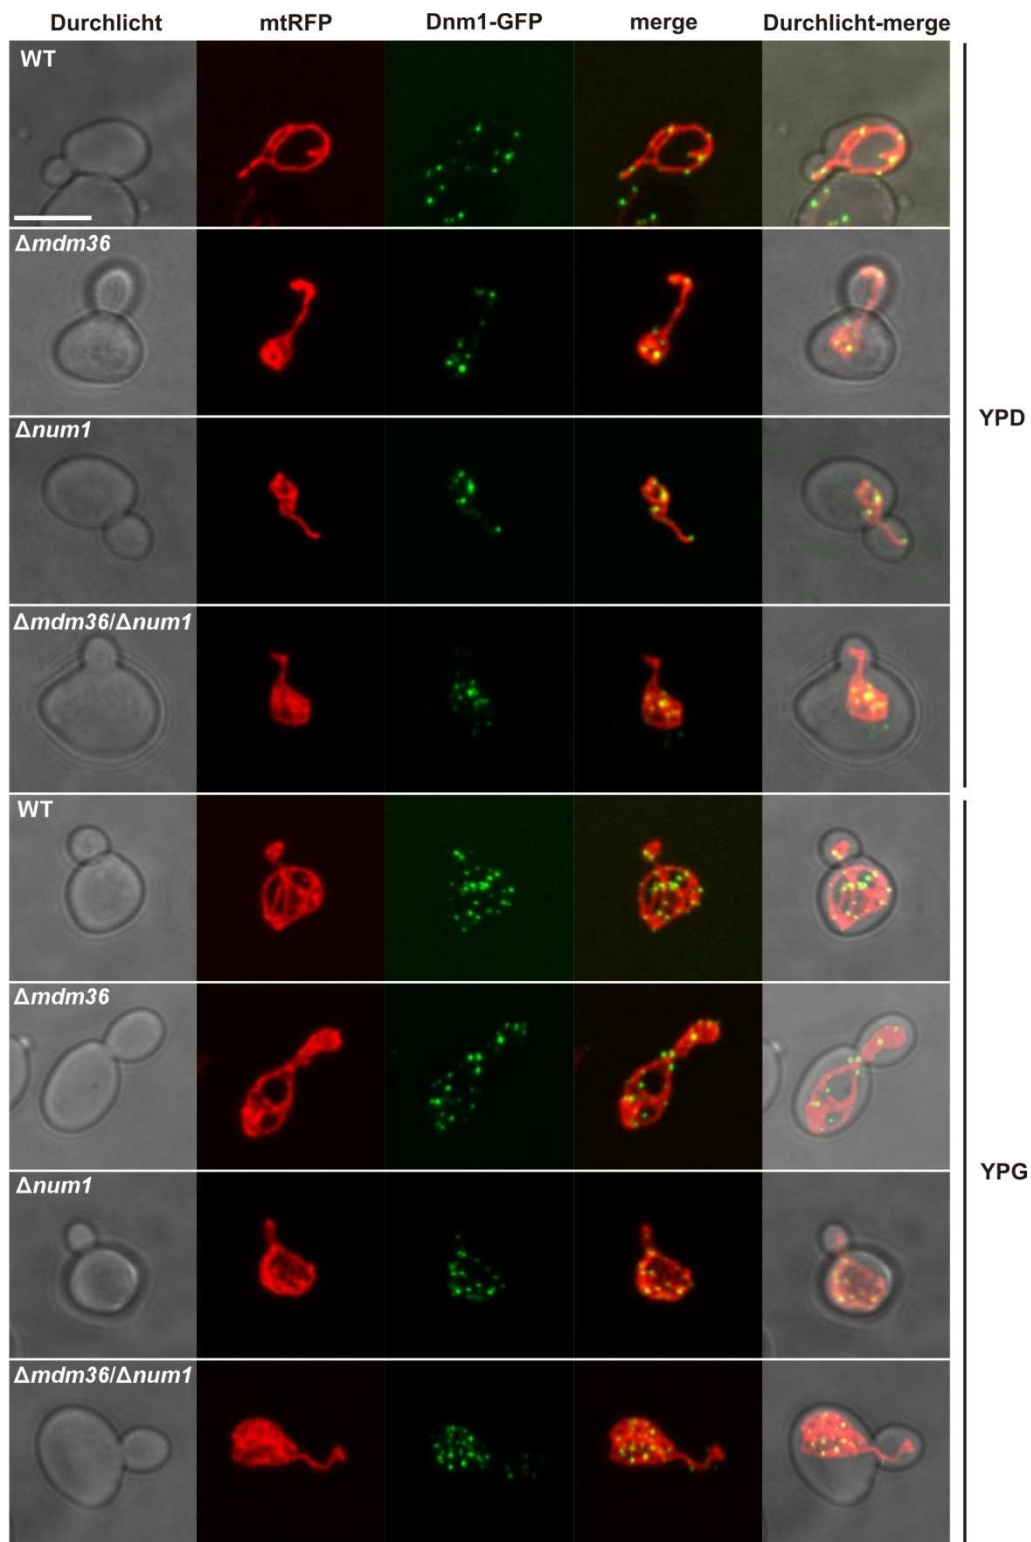 Durchlicht mtRFP Dnm1-GFP merge Durchlicht-merge
WT
Δmdm36
Δnum1
Δmdm36/Δnum1
YPD
WT
Δmdm36
Δnum1
Δmdm36/Δnum1
YPG